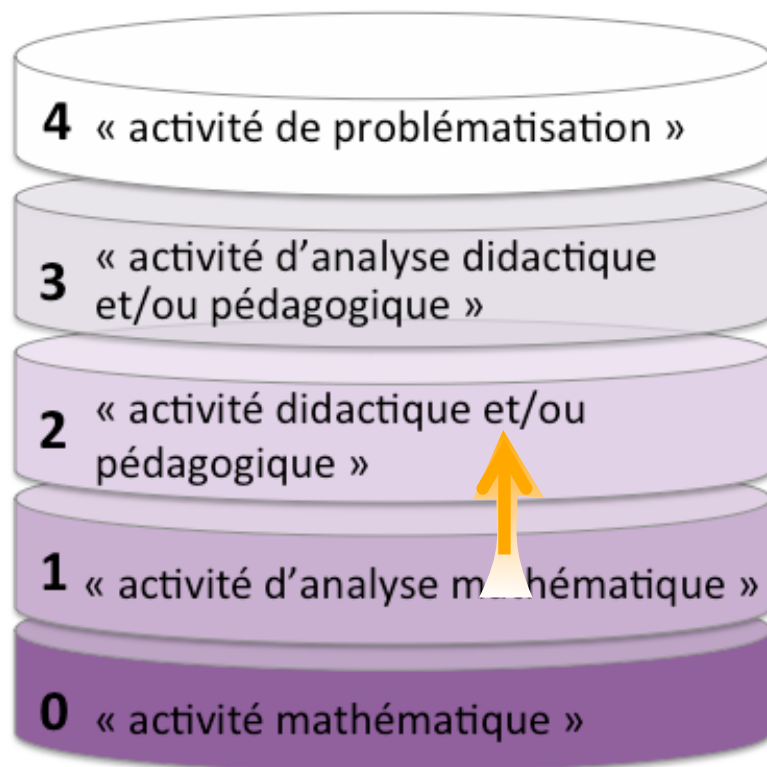 4 « activité de problématisation »
3 « activité d’analyse didactique
et/ou pédagogique »
2 « activité didactique et/ou
pédagogique »
1 « activité d’analyse mathématique »
0 « activité mathématique »